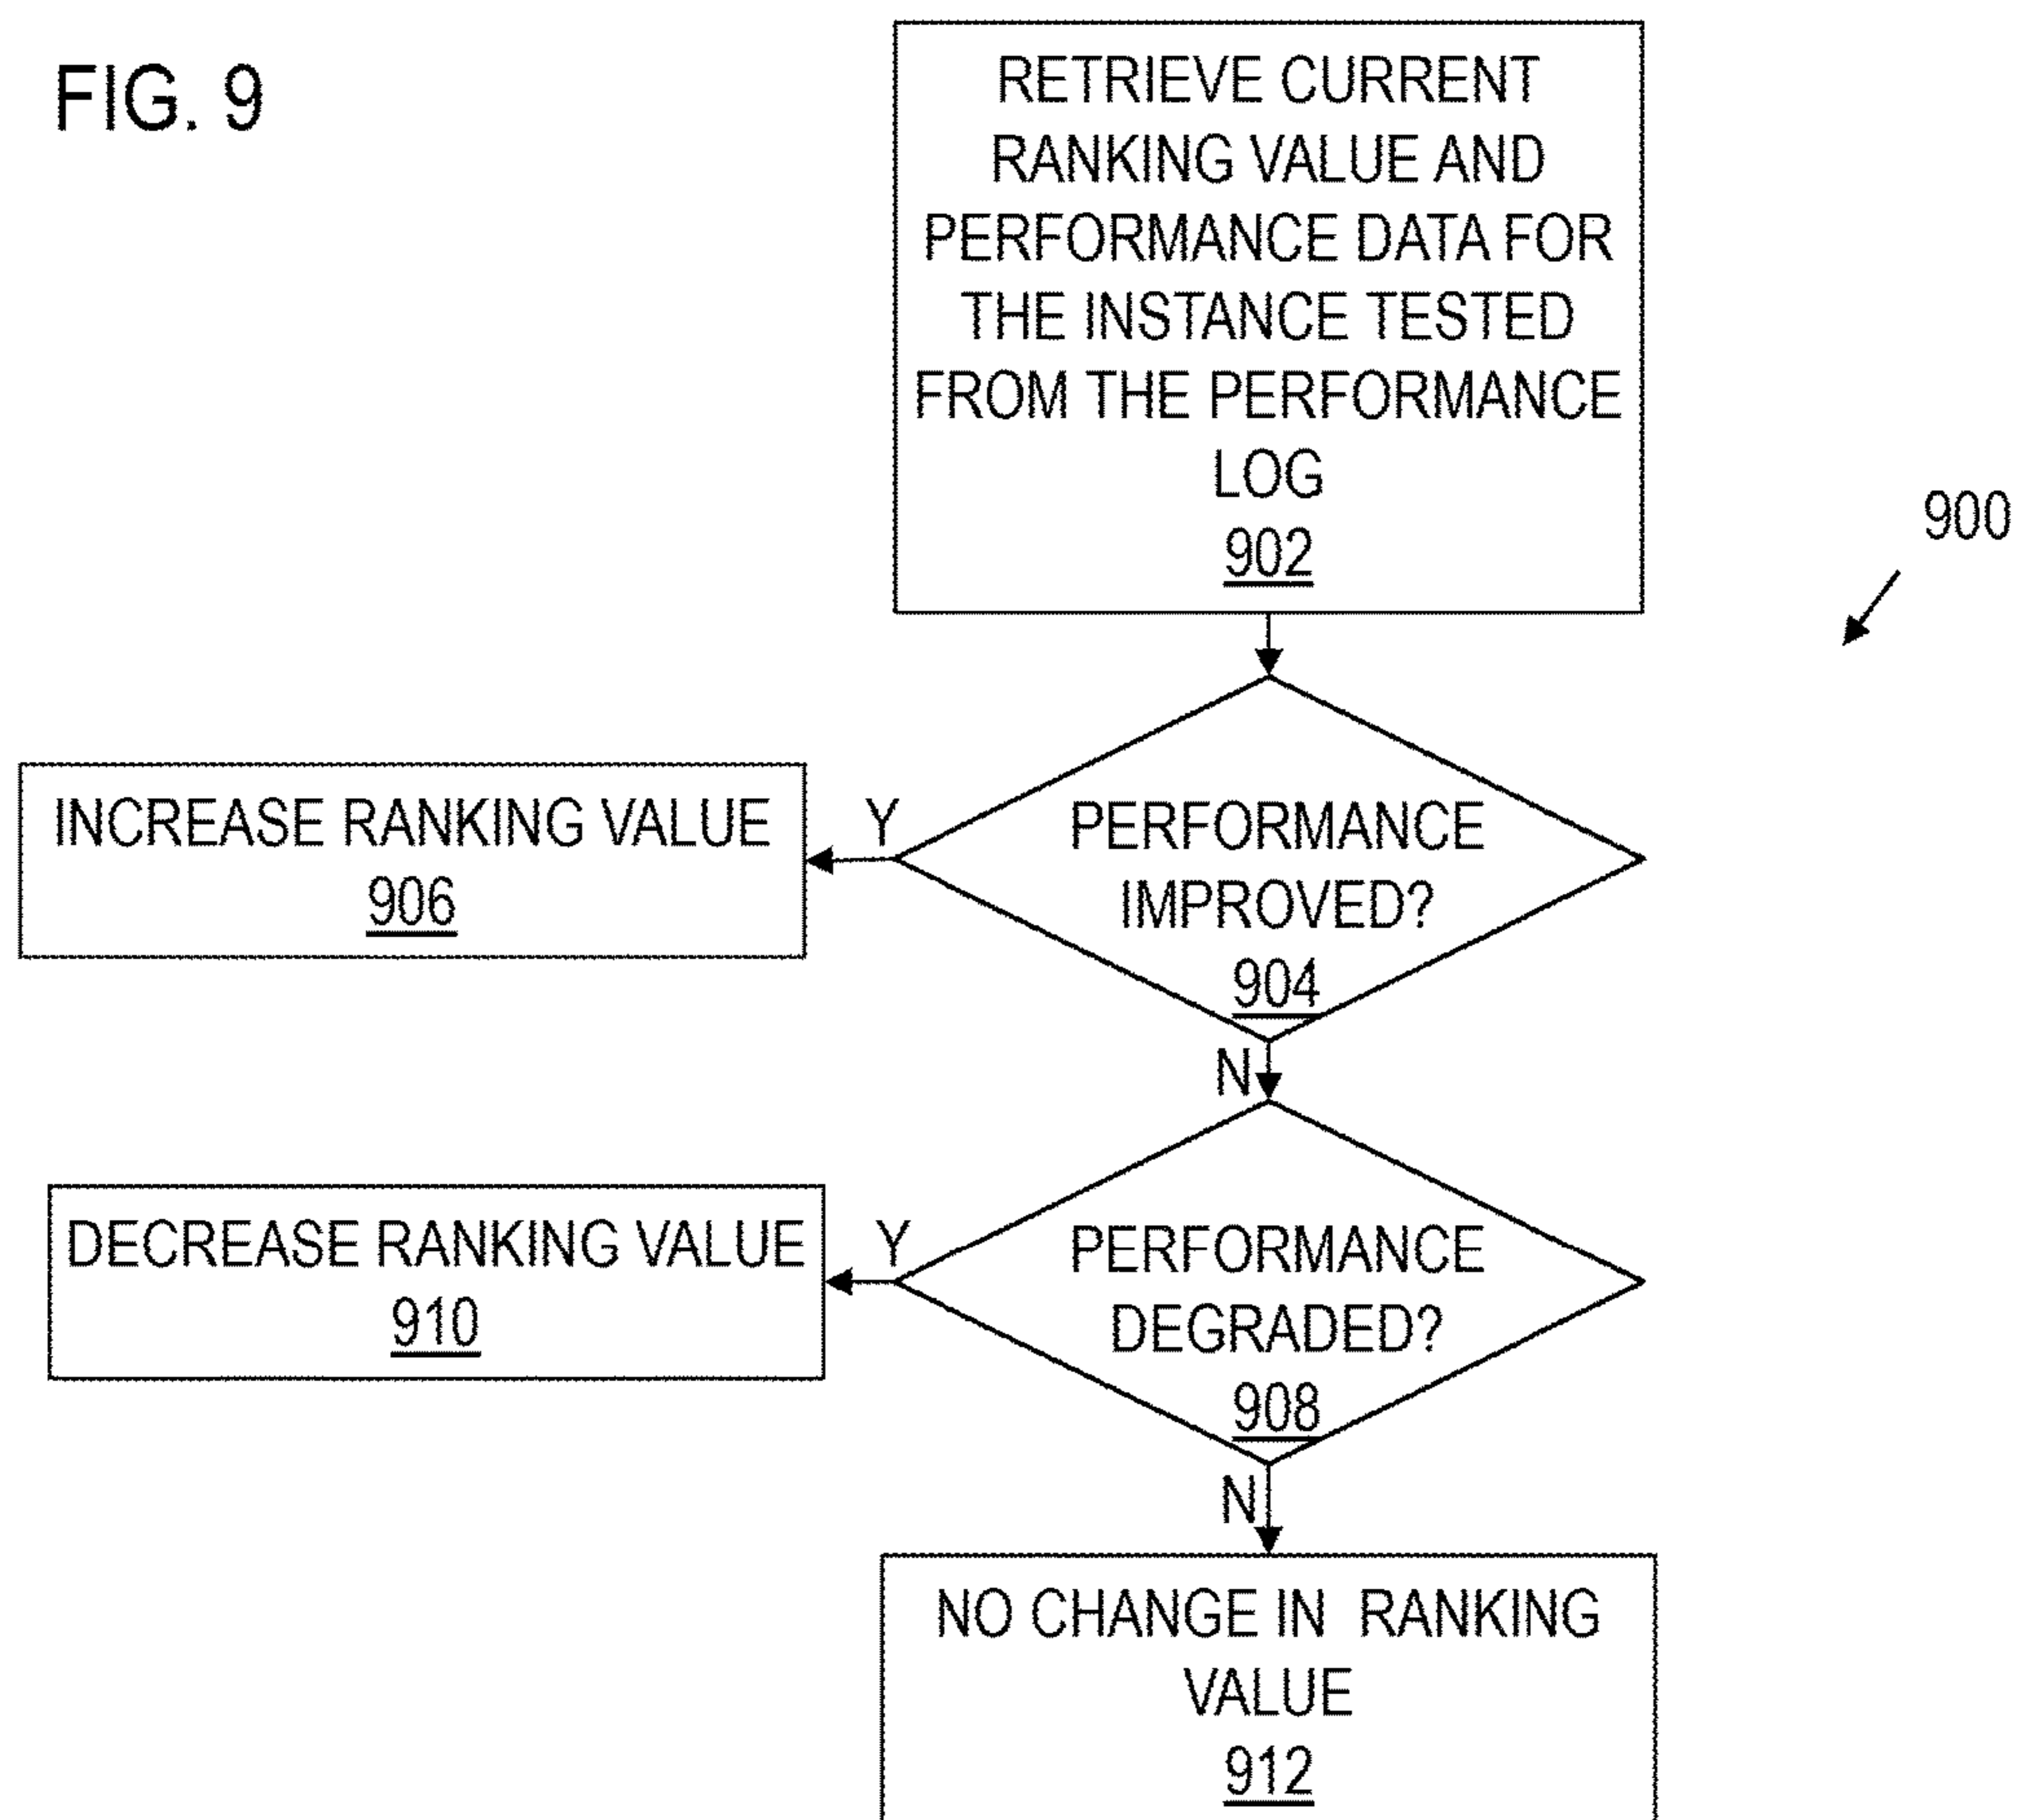 FIG. 9
RETRIEVE CURRENT
RANKING VALUE AND
PERFORMANCE DATA FOR
THE INSTANCE TESTED
FROM THE PERFORMANCE
LOG
902
900
PERFORMANCE
IMPROVED?
904
Y
INCREASE RANKING VALUE
906
N
PERFORMANCE
DEGRADED?
908
Y
DECREASE RANKING VALUE
910
N
NO CHANGE IN RANKING
VALUE
912